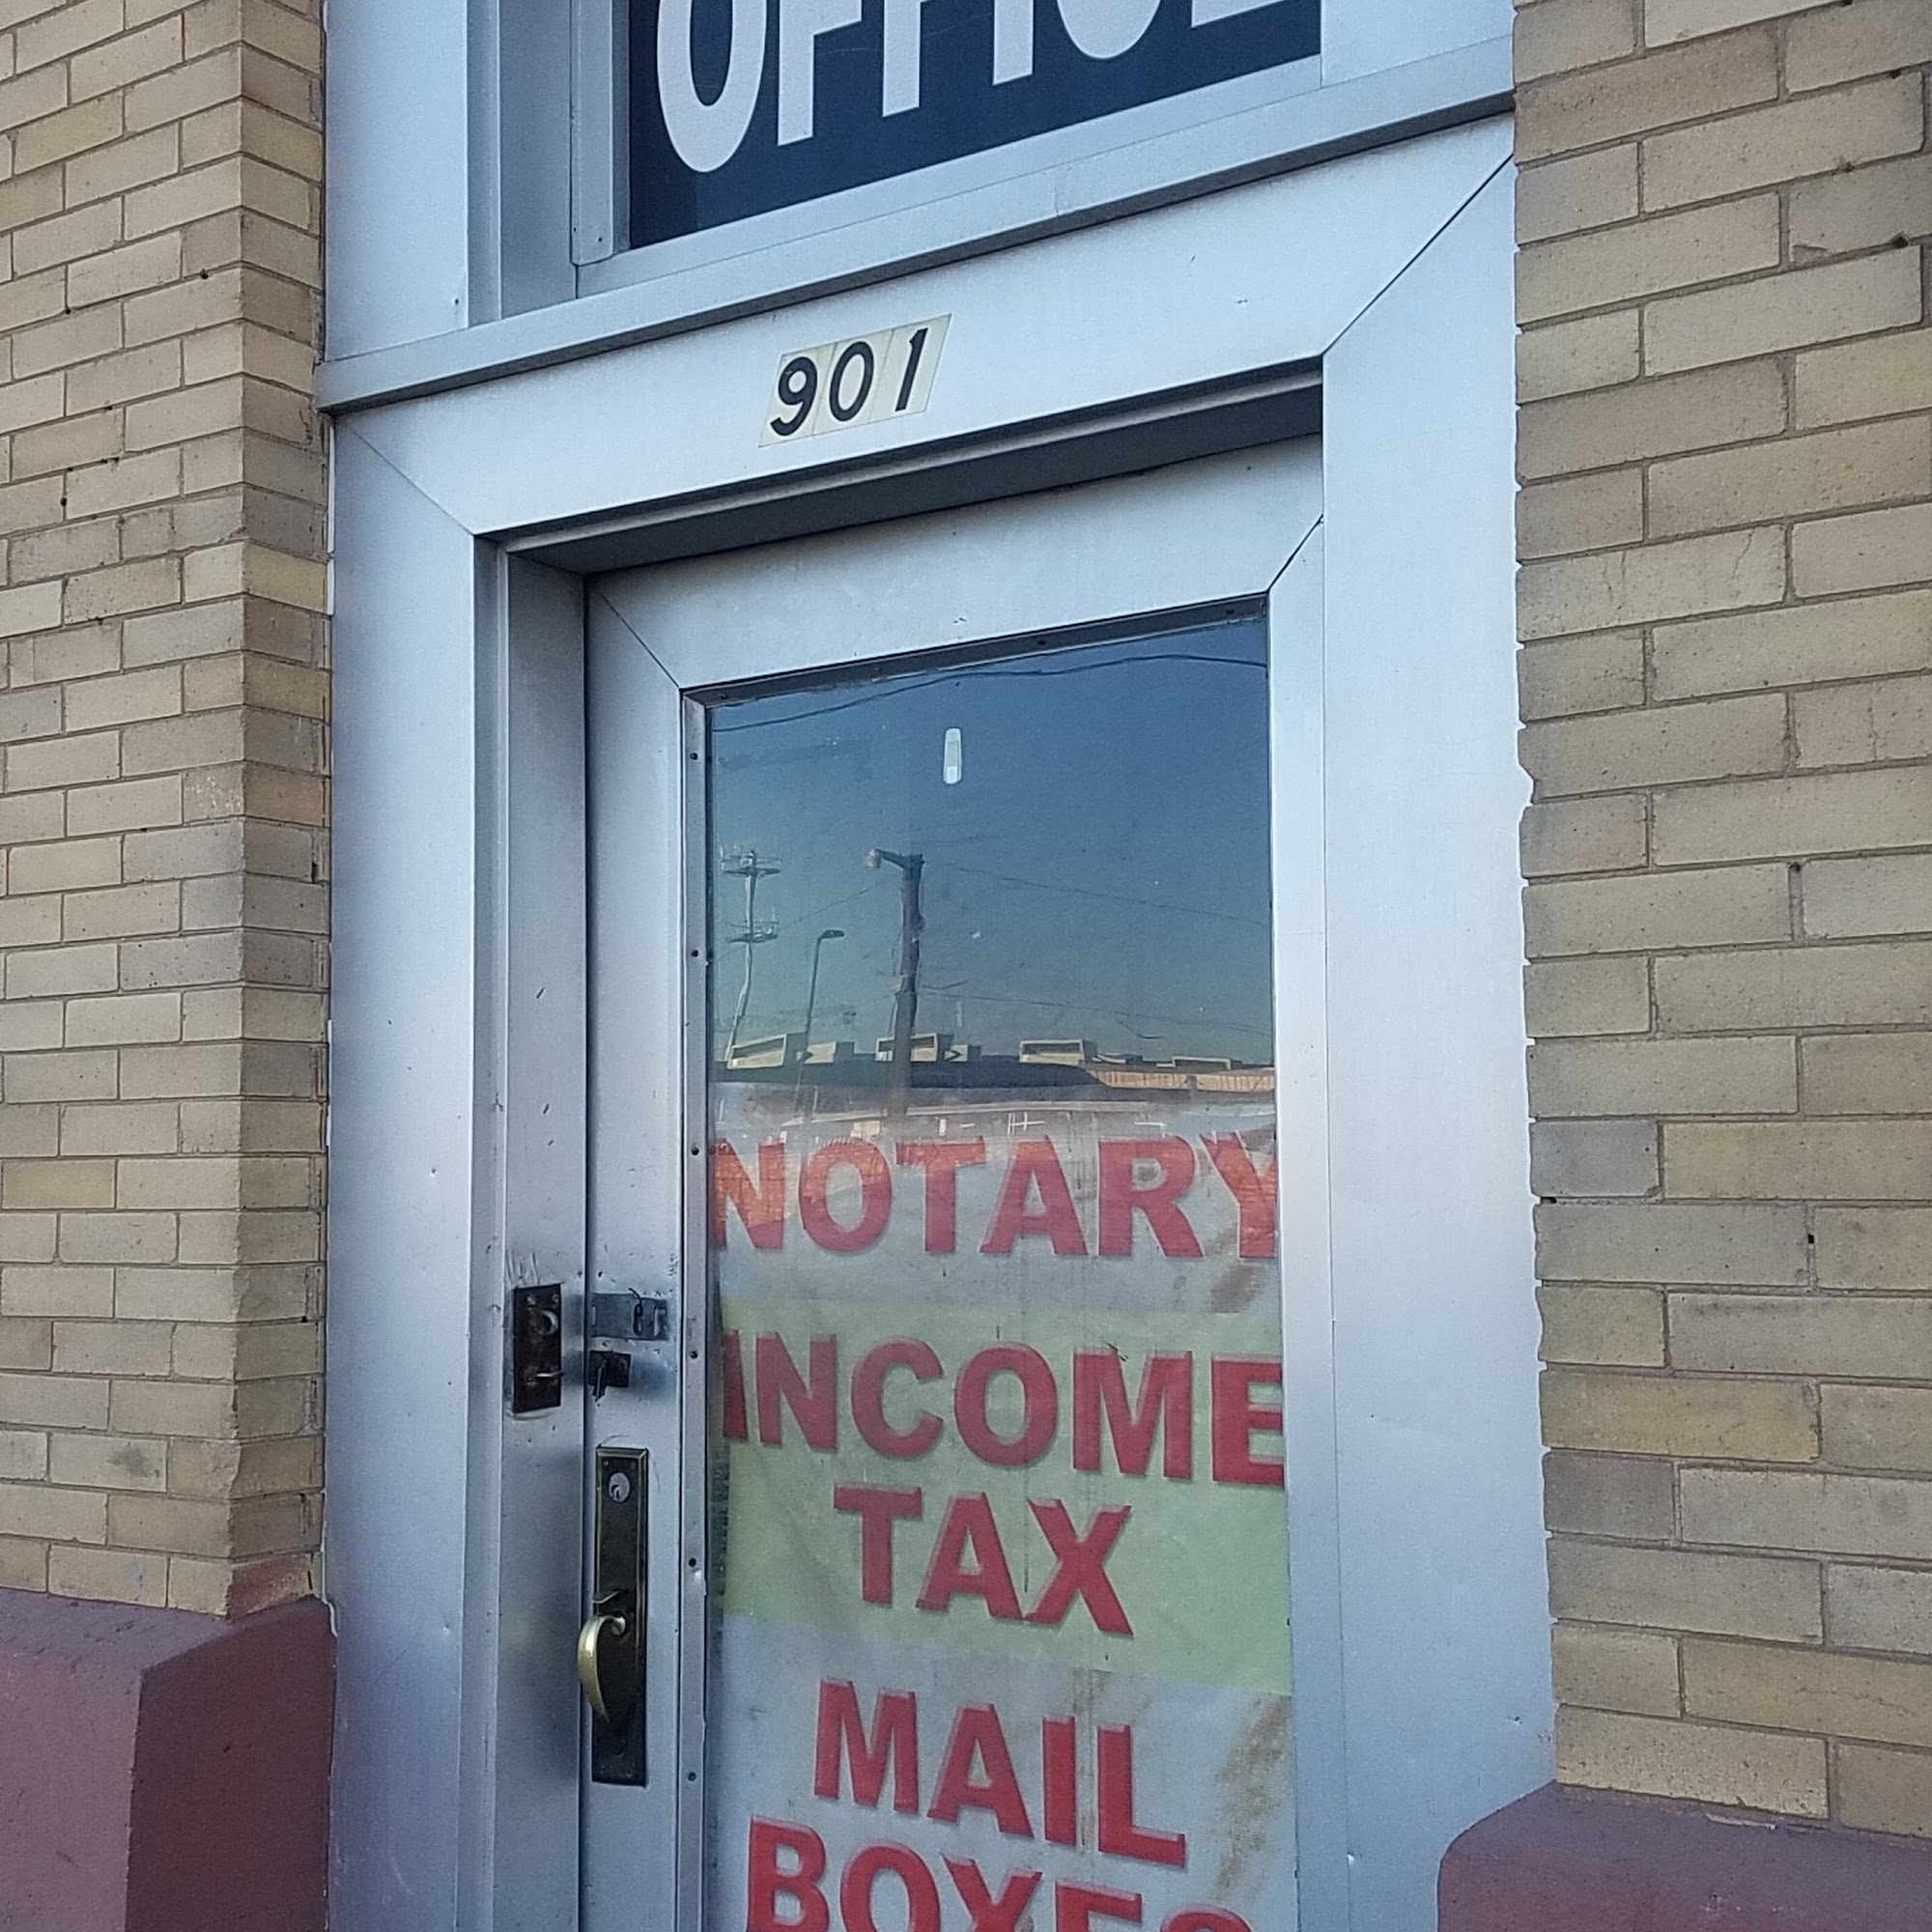 OFFICE
901
NOTARY
INCOME
TAX
MAIL
BOXES